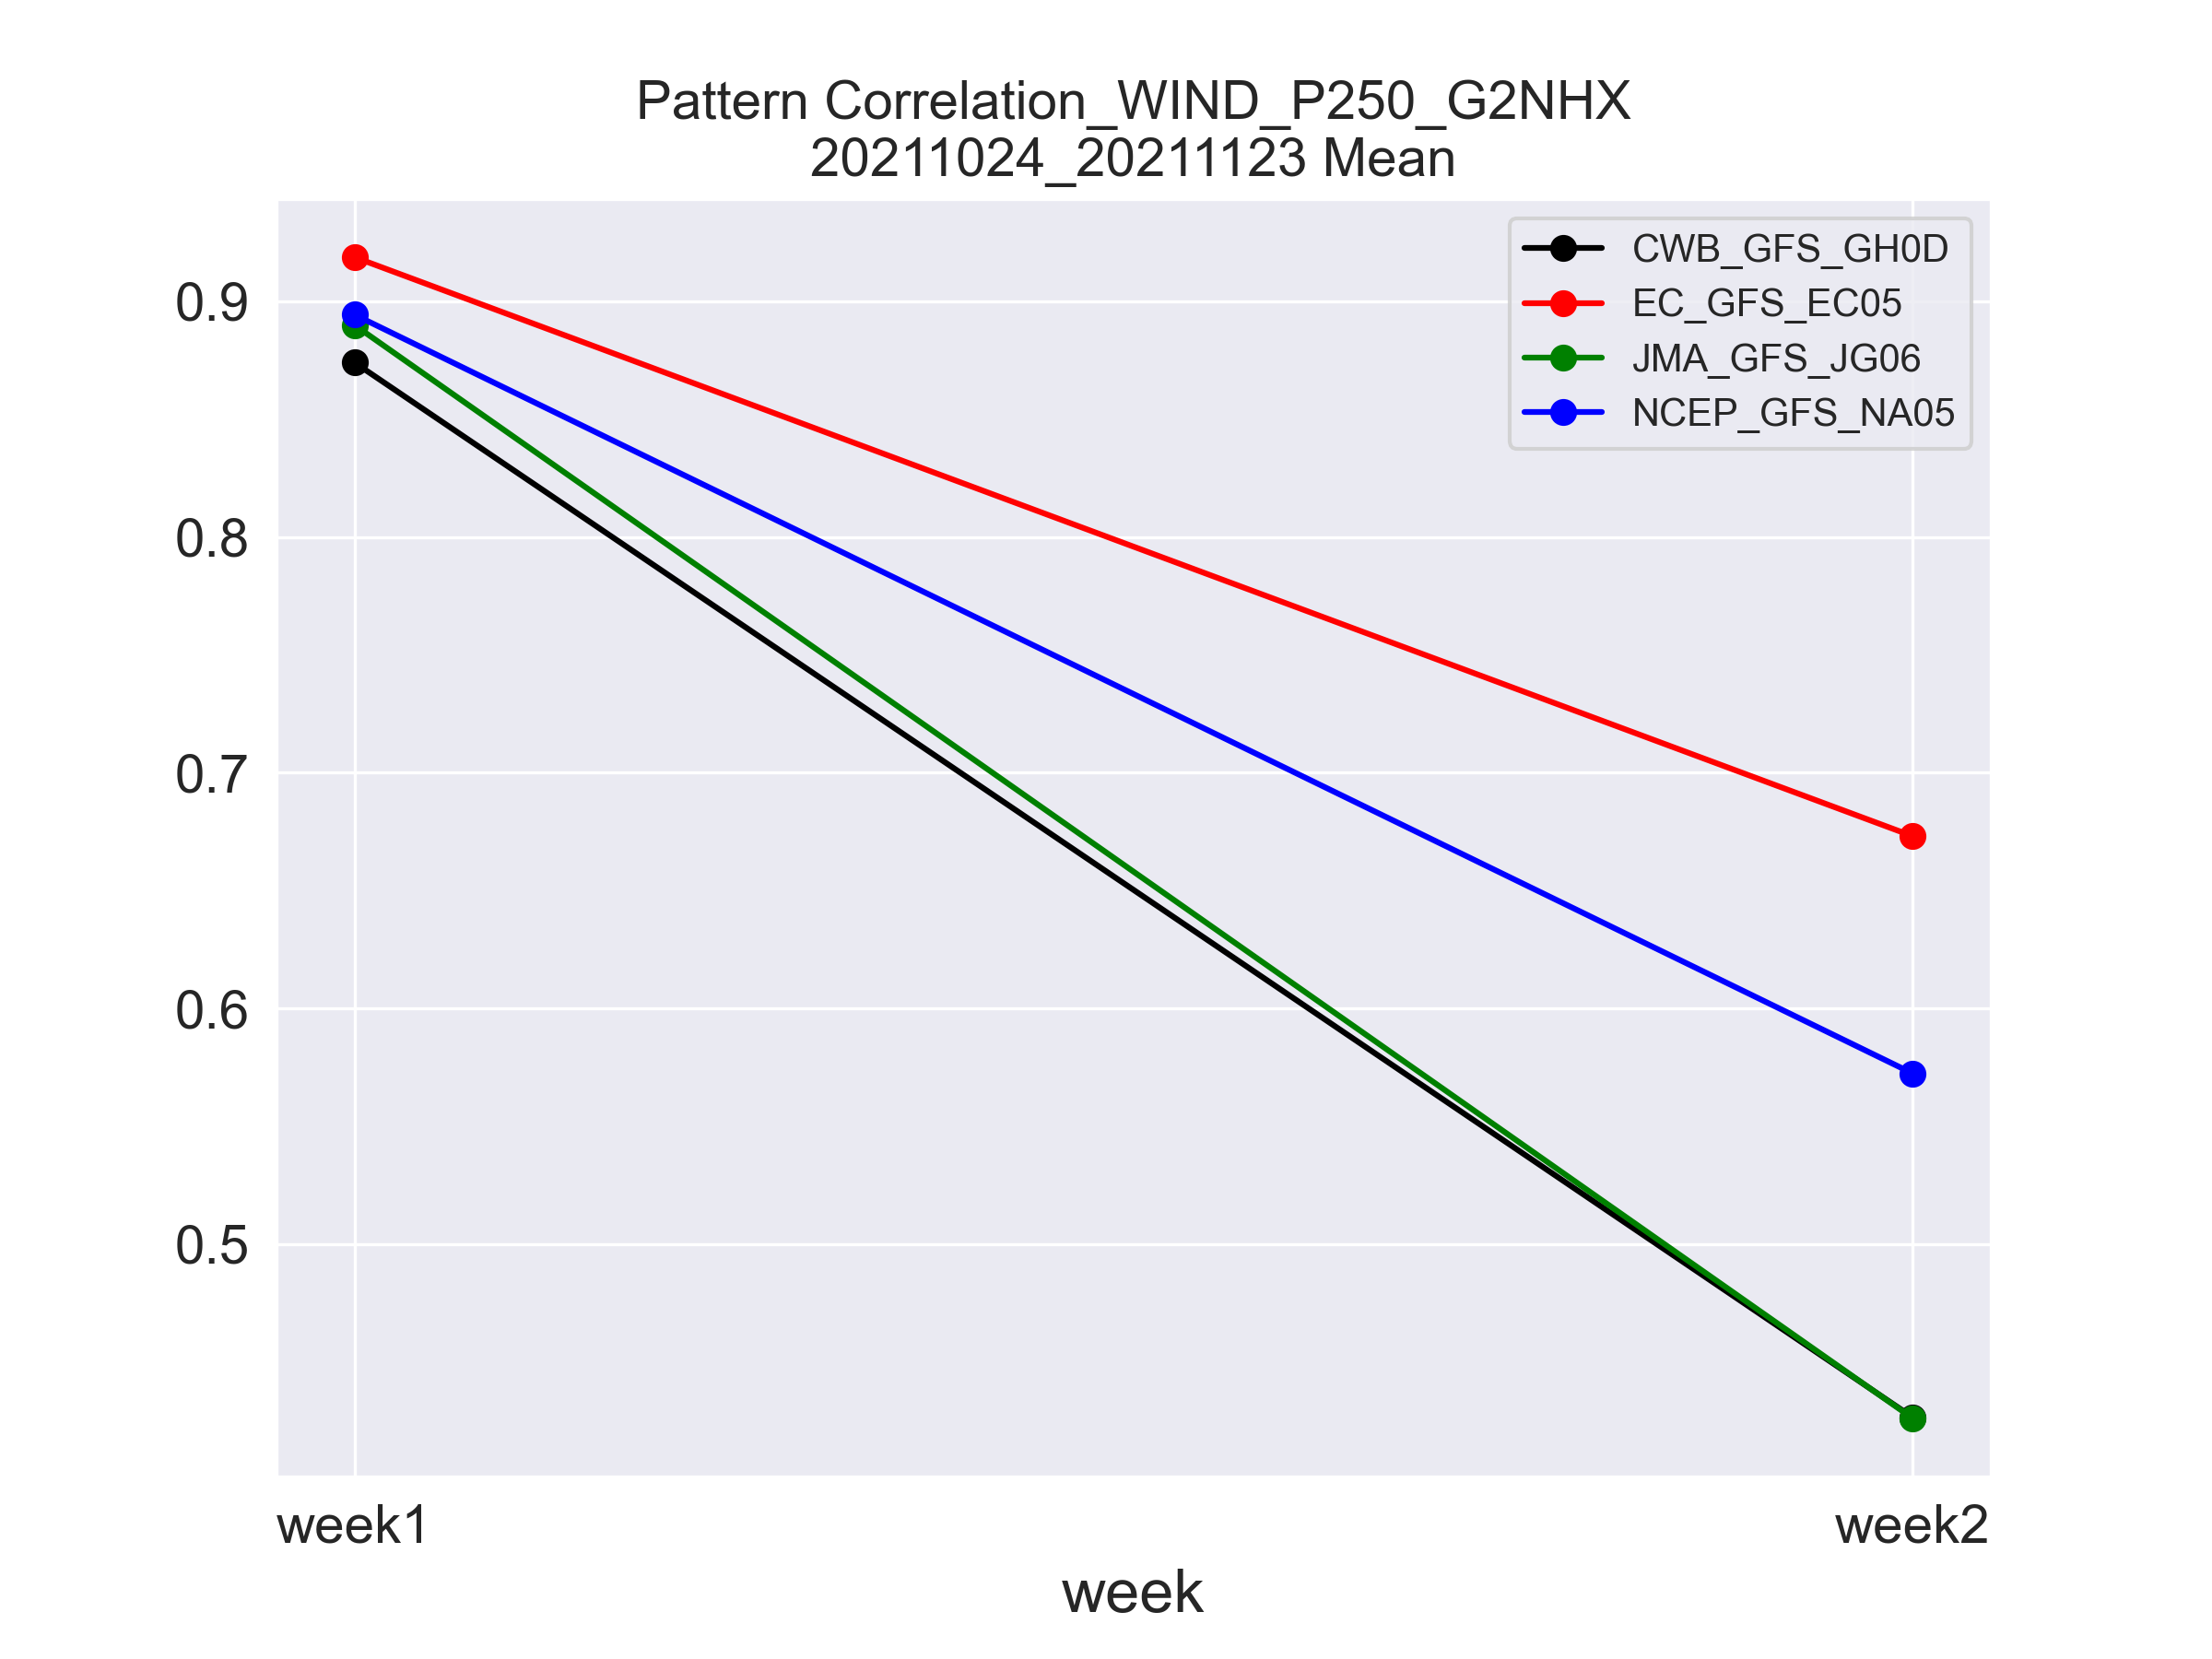 Pattern Correlation_WIND_P250_G2NHX
20211024_20211123 Mean
CWB_GFS_GH0D
EC_GFS_EC05
JMA_GFS_JG06
NCEP_GFS_NA05
0.9
0.8
0.7
0.6
0.5
week1
week2
week